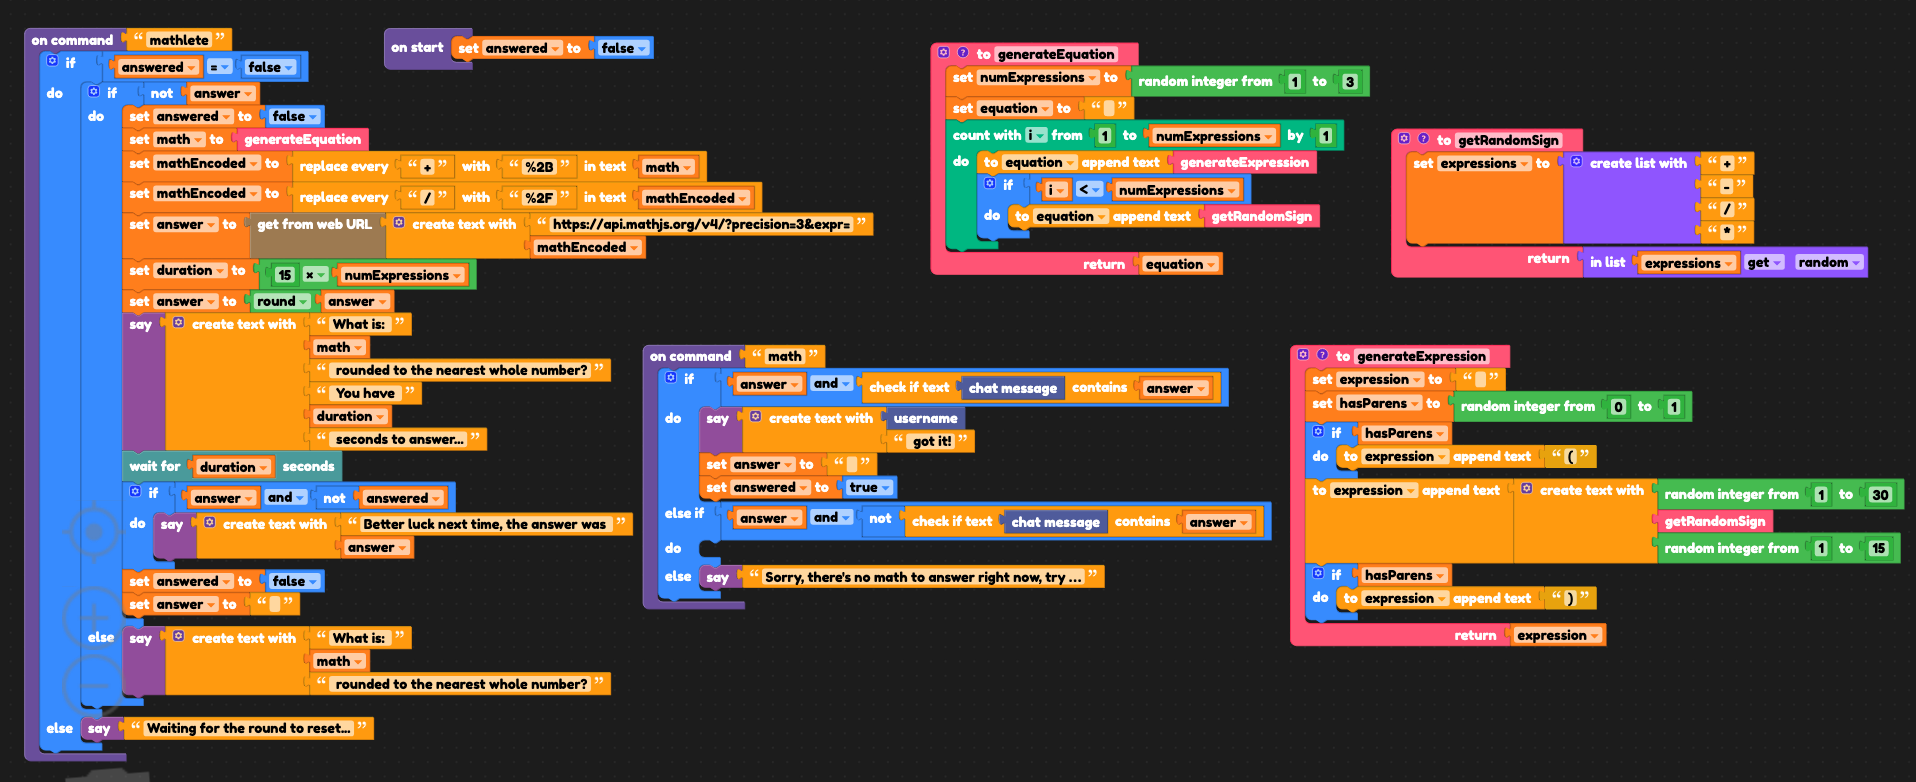 on command “ mathlete ”
if answered = false
do if not answer
do set answered to false
set math to generateEquation
set mathEncoded to replace every “ + ” with “ %2B ” in text math
set mathEncoded to replace every “ / ” with “ %2F ” in text mathEncoded
set answer to get from web URL create text with “ https://api.mathjs.org/v4/?precision=3&expr= ”
mathEncoded
set duration to 15 × numExpressions
set answer to round answer
say create text with “ What is: ”
math
“ rounded to the nearest whole number? ”
“ You have ”
duration
“ seconds to answer... ”
wait for duration seconds
if answer and not answered
do say create text with “ Better luck next time, the answer was ”
answer
set answered to false
set answer to “ ”
else say create text with “ What is: ”
math
“ rounded to the nearest whole number? ”
else say “ Waiting for the round to reset... ”
on start set answered to false
on command “ math ”
if answer and check if text chat message contains answer
do say create text with username
“ got it! ”
set answer to “ ”
set answered to true
else if answer and not check if text chat message contains answer
do
else say “ Sorry, there's no math to answer right now, try ... ”
? to generateEquation
set numExpressions to random integer from 1 to 3
set equation to “ ”
count with i from 1 to numExpressions by 1
do to equation append text generateExpression
if i < numExpressions
do to equation append text getRandomSign
return equation
? to getRandomSign
set expressions to create list with “ + ”
“ - ”
“ / ”
“ * ”
return in list expressions get random
? to generateExpression
set expression to “ ”
set hasParens to random integer from 0 to 1
if hasParens
do to expression append text “ ( ”
to expression append text create text with random integer from 1 to 30
getRandomSign
random integer from 1 to 15
if hasParens
do to expression append text “ ) ”
return expression